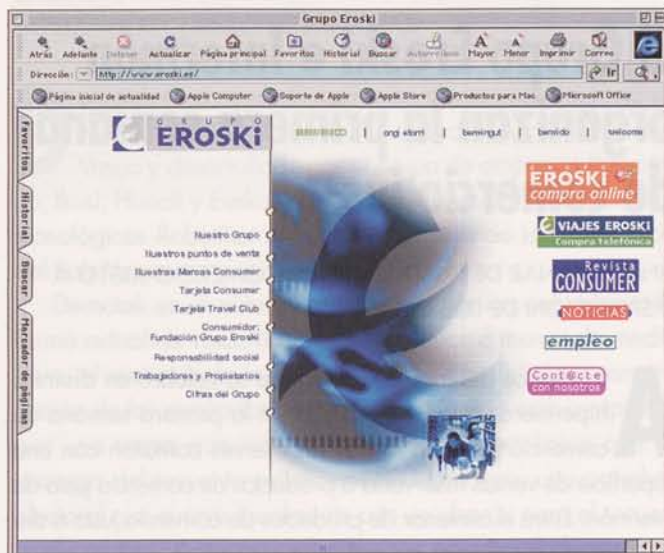 Grupo Eroski
Atrás Adelante Detener Actualizar Página principal Favoritos Historial Buscar Autorrelleno Mayor Menor Imprimir Correo
Dirección: http://www.eroski.es/ Ir
Página inicial de actualidad Apple Computer Soporte de Apple Apple Store Productos para Mac Microsoft Office
Favoritos
Historial
Buscar
Marcador de páginas
GRUPO
EROSKI
| ongi etorri | benvingut | benvido | welcome
Nuestro Grupo
Nuestros puntos de venta
Nuestras Marcas Consumer
Tarjeta Consumer
Tarjeta Travel Club
Consumidor:
Fundación Grupo Eroski
Responsabilidad social
Trabajadores y Propietarios
Cifras del Grupo
EROSKI
compra online
VIAJES EROSKI
Compra telefónica
Revista
CONSUMER
NOTICIAS
empleo
Cont@cte
con nosotros